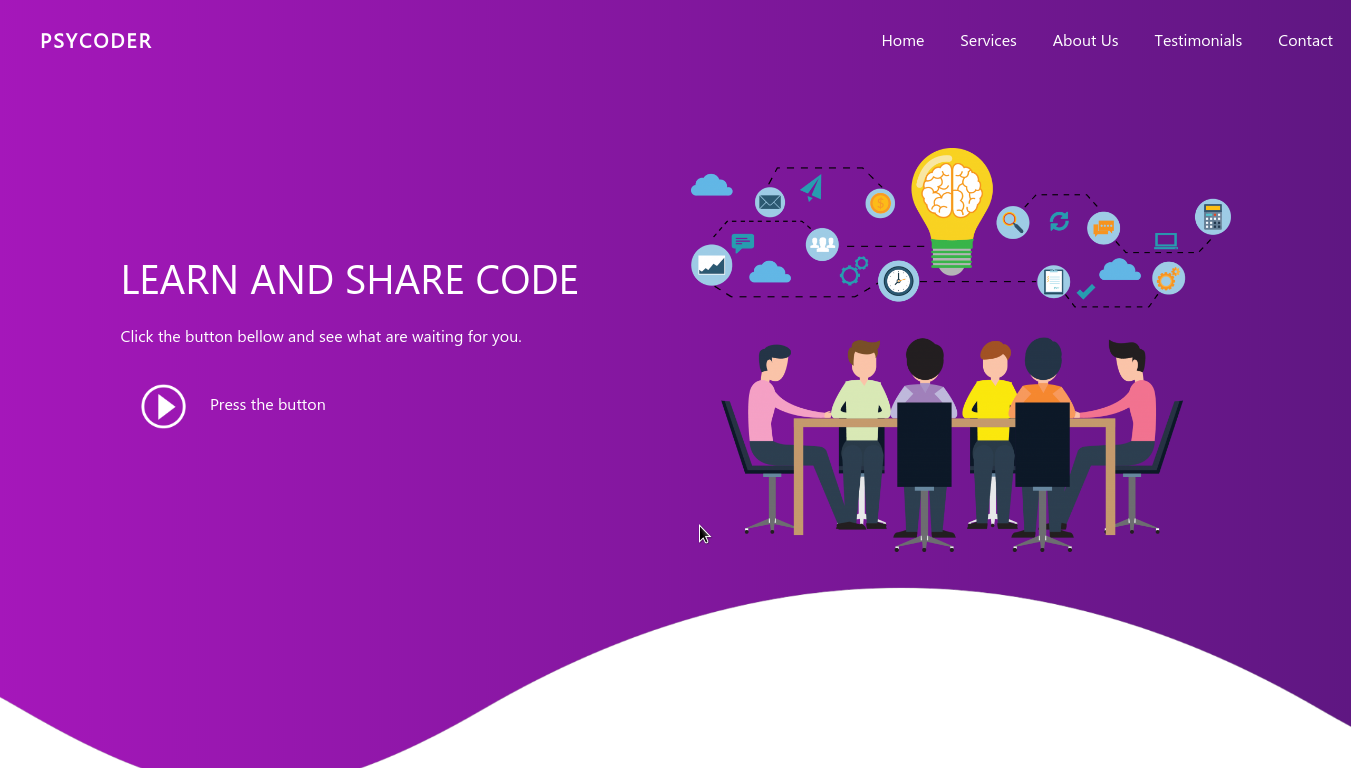 PSYCODER
Home Services About Us Testimonials Contact
LEARN AND SHARE CODE
Click the button bellow and see what are waiting for you.
Press the button